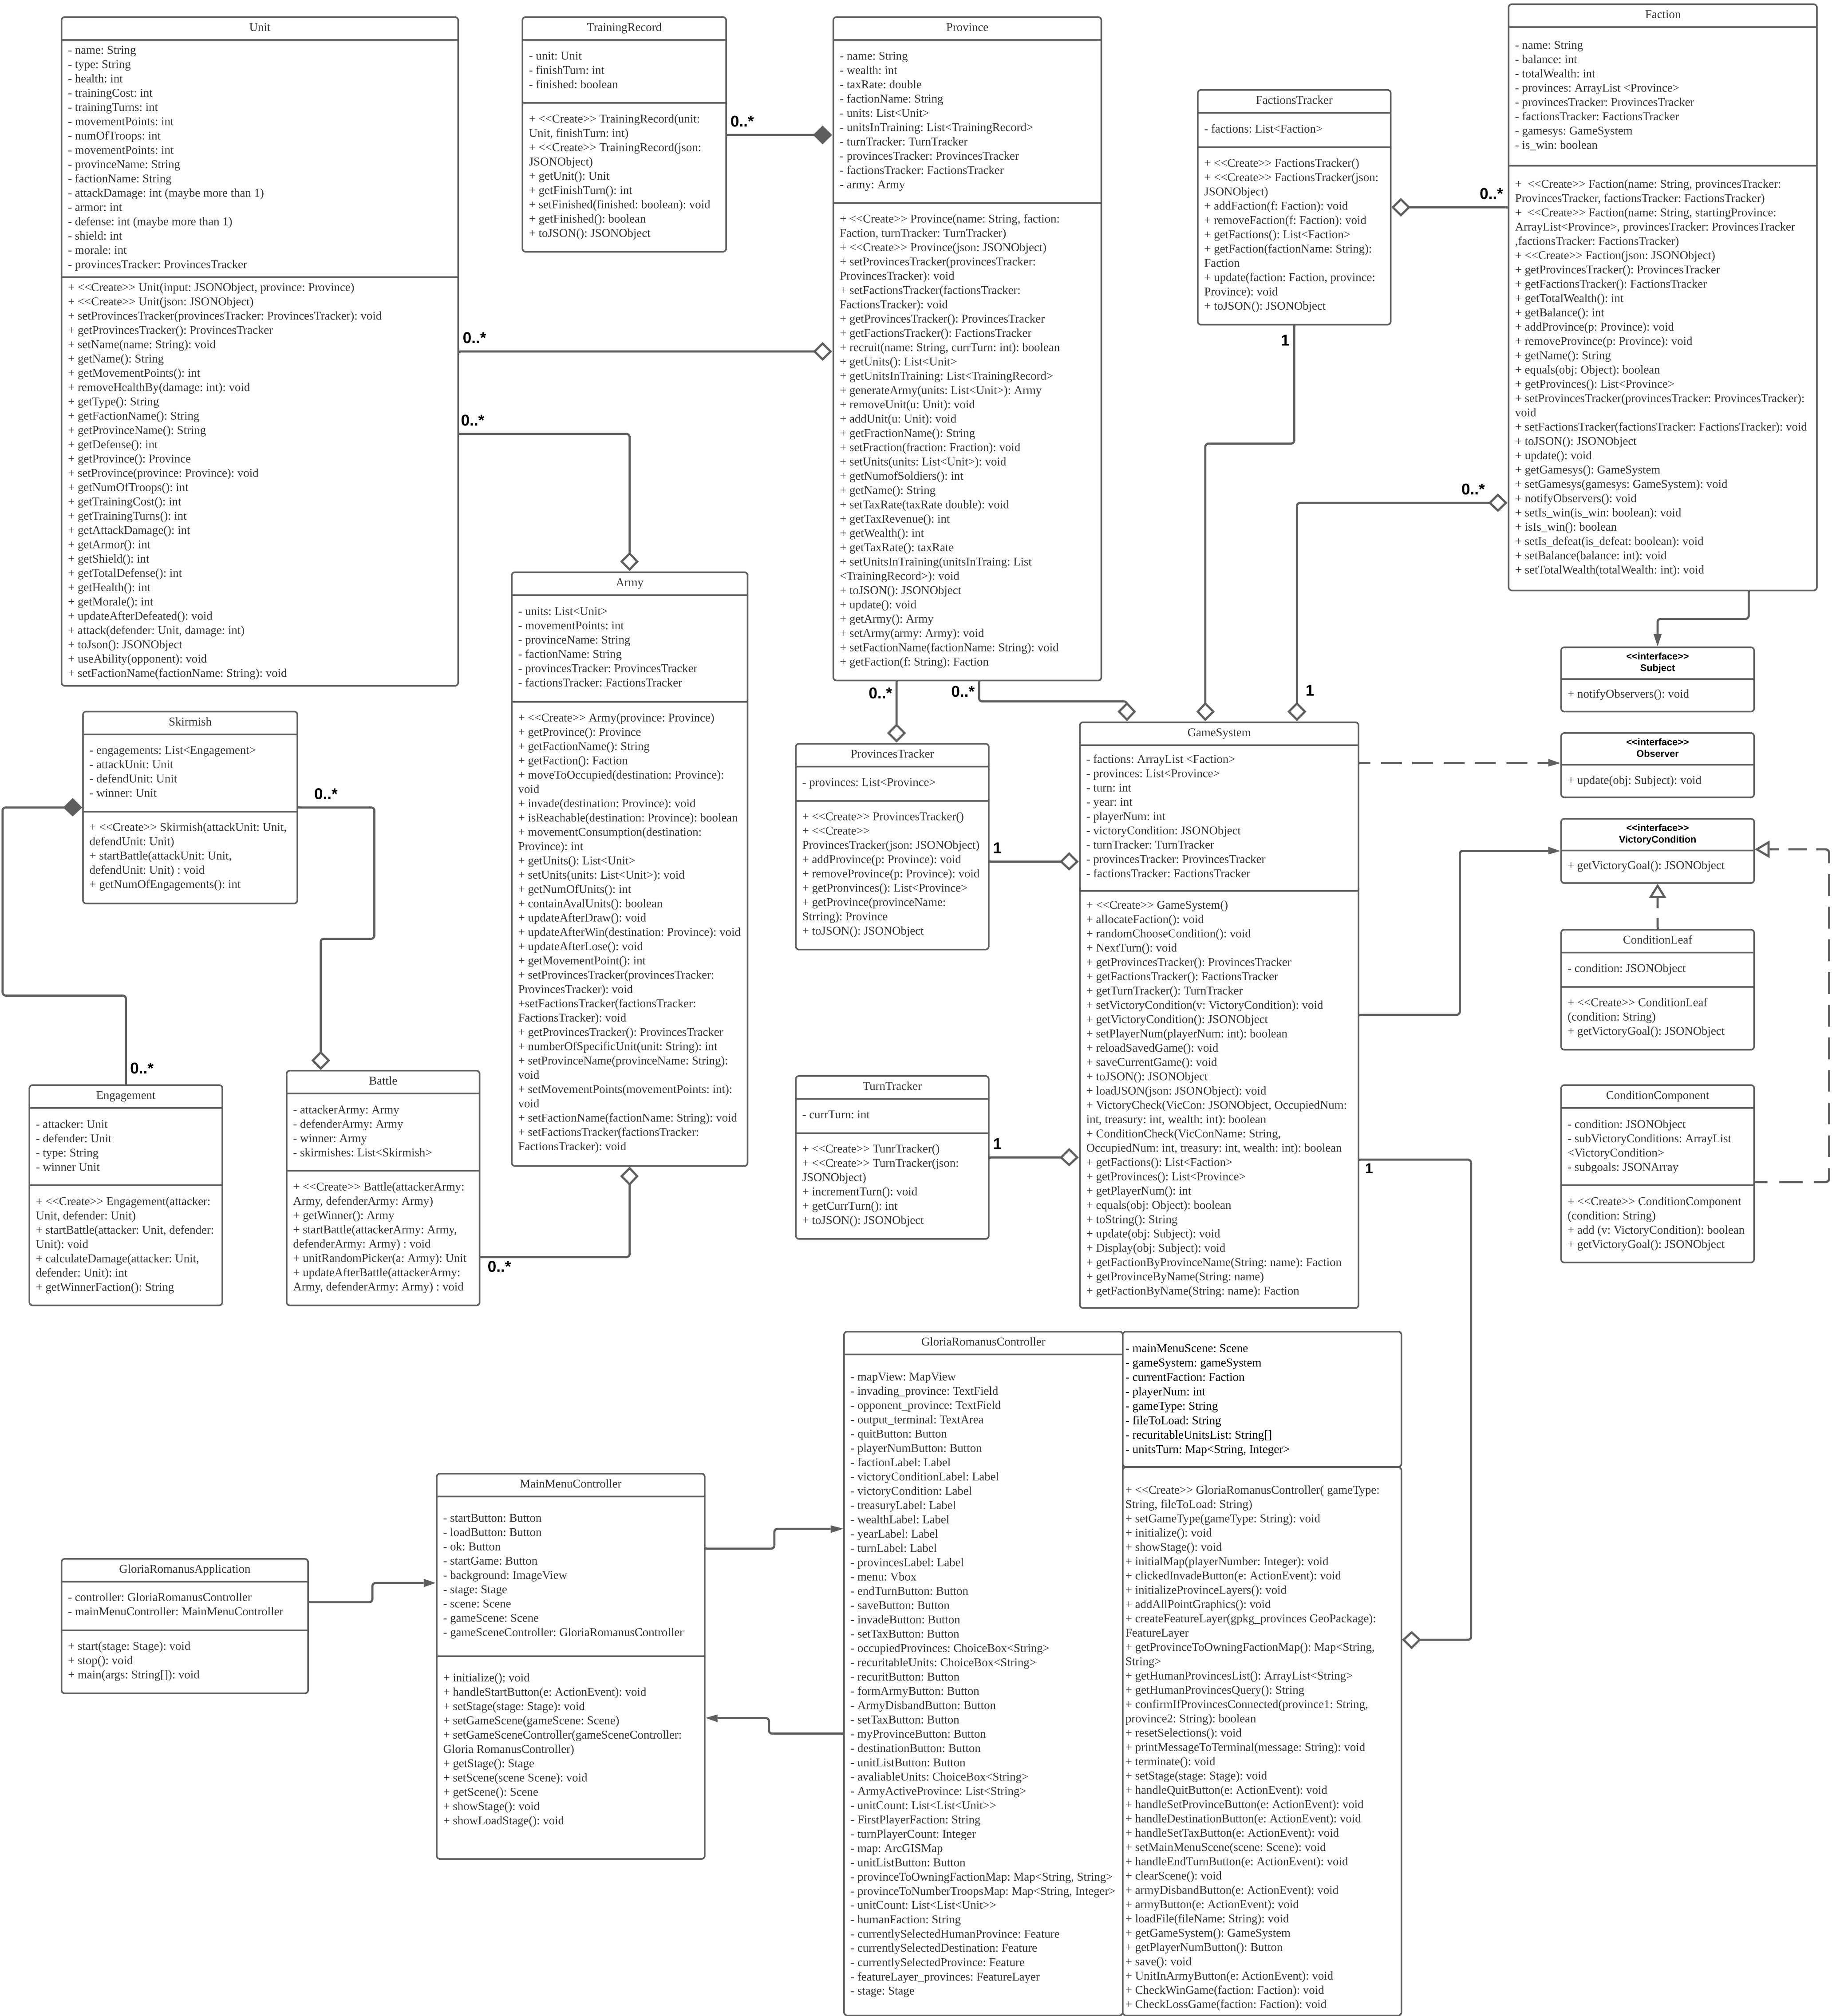 Unit
- name: String
- type: String
- health: int
- trainingCost: int
- trainingTurns: int
- movementPoints: int
- numOfTroops: int
- movementPoints: int
- provinceName: String
- factionName: String
- attackDamage: int (maybe more than 1)
- armor: int
- defense: int (maybe more than 1)
- shield: int
- morale: int
- provincesTracker: ProvincesTracker
+ <<Create>> Unit(input: JSONObject, province: Province)
+ <<Create>> Unit(json: JSONObject)
+ setProvincesTracker(provincesTracker: ProvincesTracker): void
+ getProvincesTracker(): ProvincesTracker
+ setName(name: String): void
+ getName(): String
+ getMovementPoints(): int
+ removeHealthBy(damage: int): void
+ getType(): String
+ getFactionName(): String
+ getProvinceName(): String
+ getDefense(): int
+ getProvince(): Province
+ setProvince(province: Province): void
+ getNumOfTroops(): int
+ getTrainingCost(): int
+ getTrainingTurns(): int
+ getAttackDamage(): int
+ getArmor(): int
+ getShield(): int
+ getTotalDefense(): int
+ getHealth(): int
+ getMorale(): int
+ updateAfterDefeated(): void
+ attack(defender: Unit, damage: int)
+ toJson(): JSONObject
+ useAbility(opponent): void
+ setFactionName(factionName: String): void
TrainingRecord
- unit: Unit
- finishTurn: int
- finished: boolean
+ <<Create>> TrainingRecord(unit:
Unit, finishTurn: int)
+ <<Create>> TrainingRecord(json:
JSONObject)
+ getUnit(): Unit
+ getFinishTurn(): int
+ setFinished(finished: boolean): void
+ getFinished(): boolean
+ toJSON(): JSONObject
0..*
0..*
0..*
Province
- name: String
- wealth: int
- taxRate: double
- factionName: String
- units: List<Unit>
- unitsInTraining: List<TrainingRecord>
- turnTracker: TurnTracker
- provincesTracker: ProvincesTracker
- factionsTracker: FactionsTracker
- army: Army
+ <<Create>> Province(name: String, faction:
Faction, turnTracker: TurnTracker)
+ <<Create>> Province(json: JSONObject)
+ setProvincesTracker(provincesTracker:
ProvincesTracker): void
+ setFactionsTracker(factionsTracker:
FactionsTracker): void
+ getProvincesTracker(): ProvincesTracker
+ getFactionsTracker(): FactionsTracker
+ recruit(name: String, currTurn: int): boolean
+ getUnits(): List<Unit>
+ getUnitsInTraining: List<TrainingRecord>
+ generateArmy(units: List<Unit>): Army
+ removeUnit(u: Unit): void
+ addUnit(u: Unit): void
+ getFractionName(): String
+ setFraction(fraction: Fraction): void
+ setUnits(units: List<Unit>): void
+ getNumofSoldiers(): int
+ getName(): String
+ setTaxRate(taxRate double): void
+ getTaxRevenue(): int
+ getWealth(): int
+ getTaxRate(): taxRate
+ setUnitsInTraining(unitsInTraing: List
<TrainingRecord>): void
+ toJSON(): JSONObject
+ update(): void
+ getArmy(): Army
+ setArmy(army: Army): void
+ setFactionName(factionName: String): void
+ getFaction(f: String): Faction
0..*
0..*
FactionsTracker
- factions: List<Faction>
+ <<Create>> FactionsTracker()
+ <<Create>> FactionsTracker(json:
JSONObject)
+ addFaction(f: Faction): void
+ removeFaction(f: Faction): void
+ getFactions(): List<Faction>
+ getFaction(factionName: String):
Faction
+ update(faction: Faction, province:
Province): void
+ toJSON(): JSONObject
1
0..*
Faction
- name: String
- balance: int
- totalWealth: int
- provinces: ArrayList <Province>
- provincesTracker: ProvincesTracker
- factionsTracker: FactionsTracker
- gamesys: GameSystem
- is_win: boolean
+ <<Create>> Faction(name: String, provincesTracker:
ProvincesTracker, factionsTracker: FactionsTracker)
+ <<Create>> Faction(name: String, startingProvince:
ArrayList<Province>, provincesTracker: ProvincesTracker
,factionsTracker: FactionsTracker)
+ <<Create>> Faction(json: JSONObject)
+ getProvincesTracker(): ProvincesTracker
+ getFactionsTracker(): FactionsTracker
+ getTotalWealth(): int
+ getBalance(): int
+ addProvince(p: Province): void
+ removeProvince(p: Province): void
+ getName(): String
+ equals(obj: Object): boolean
+ getProvinces(): List<Province>
+ setProvincesTracker(provincesTracker: ProvincesTracker):
void
+ setFactionsTracker(factionsTracker: FactionsTracker): void
+ toJSON(): JSONObject
+ update(): void
+ getGamesys(): GameSystem
+ setGamesys(gamesys: GameSystem): void
+ notifyObservers(): void
+ setIs_win(is_win: boolean): void
+ isIs_win(): boolean
+ setIs_defeat(is_defeat: boolean): void
+ setBalance(balance: int): void
+ setTotalWealth(totalWealth: int): void
0..*
1
<<interface>>
Subject
+ notifyObservers(): void
<<interface>>
Observer
+ update(obj: Subject): void
<<interface>>
VictoryCondition
+ getVictoryGoal(): JSONObject
ConditionLeaf
- condition: JSONObject
+ <<Create>> ConditionLeaf
(condition: String)
+ getVictoryGoal(): JSONObject
ConditionComponent
- condition: JSONObject
- subVictoryConditions: ArrayList
<VictoryCondition>
- subgoals: JSONArray
+ <<Create>> ConditionComponent
(condition: String)
+ add (v: VictoryCondition): boolean
+ getVictoryGoal(): JSONObject
Skirmish
- engagements: List<Engagement>
- attackUnit: Unit
- defendUnit: Unit
- winner: Unit
+ <<Create>> Skirmish(attackUnit: Unit,
defendUnit: Unit)
+ startBattle(attackUnit: Unit,
defendUnit: Unit) : void
+ getNumOfEngagements(): int
0..*
0..*
Engagement
- attacker: Unit
- defender: Unit
- type: String
- winner Unit
+ <<Create>> Engagement(attacker:
Unit, defender: Unit)
+ startBattle(attacker: Unit, defender:
Unit): void
+ calculateDamage(attacker: Unit,
defender: Unit): int
+ getWinnerFaction(): String
Battle
- attackerArmy: Army
- defenderArmy: Army
- winner: Army
- skirmishes: List<Skirmish>
+ <<Create>> Battle(attackerArmy:
Army, defenderArmy: Army)
+ getWinner(): Army
+ startBattle(attackerArmy: Army,
defenderArmy: Army) : void
+ unitRandomPicker(a: Army): Unit
+ updateAfterBattle(attackerArmy:
Army, defenderArmy: Army) : void
0..*
Army
- units: List<Unit>
- movementPoints: int
- provinceName: String
- factionName: String
- provincesTracker: ProvincesTracker
- factionsTracker: FactionsTracker
+ <<Create>> Army(province: Province)
+ getProvince(): Province
+ getFactionName(): String
+ getFaction(): Faction
+ moveToOccupied(destination: Province):
void
+ invade(destination: Province): void
+ isReachable(destination: Province): boolean
+ movementConsumption(destination:
Province): int
+ getUnits(): List<Unit>
+ setUnits(units: List<Unit>): void
+ getNumOfUnits(): int
+ containAvalUnits(): boolean
+ updateAfterDraw(): void
+ updateAfterWin(destination: Province): void
+ updateAfterLose(): void
+ getMovementPoint(): int
+ setProvincesTracker(provincesTracker:
ProvincesTracker): void
+setFactionsTracker(factionsTracker:
FactionsTracker): void
+ getProvincesTracker(): ProvincesTracker
+ numberOfSpecificUnit(unit: String): int
+ setProvinceName(provinceName: String):
void
+ setMovementPoints(movementPoints: int):
void
+ setFactionName(factionName: String): void
+ setFactionsTracker(factionsTracker:
FactionsTracker): void
ProvincesTracker
- provinces: List<Province>
+ <<Create>> ProvincesTracker()
+ <<Create>>
ProvincesTracker(json: JSONObject)
+ addProvince(p: Province): void
+ removeProvince(p: Province): void
+ getPronvinces(): List<Province>
+ getProvince(provinceName:
Strring): Province
+ toJSON(): JSONObject
1
TurnTracker
- currTurn: int
+ <<Create>> TunrTracker()
+ <<Create>> TurnTracker(json:
JSONObject)
+ incrementTurn(): void
+ getCurrTurn(): int
+ toJSON(): JSONObject
1
GameSystem
- factions: ArrayList <Faction>
- provinces: List<Province>
- turn: int
- year: int
- playerNum: int
- victoryCondition: JSONObject
- turnTracker: TurnTracker
- provincesTracker: ProvincesTracker
- factionsTracker: FactionsTracker
+ <<Create>> GameSystem()
+ allocateFaction(): void
+ randomChooseCondition(): void
+ NextTurn(): void
+ getProvincesTracker(): ProvincesTracker
+ getFactionsTracker(): FactionsTracker
+ getTurnTracker(): TurnTracker
+ setVictoryCondition(v: VictoryCondition): void
+ getVictoryCondition(): JSONObject
+ setPlayerNum(playerNum: int): boolean
+ reloadSavedGame(): void
+ saveCurrentGame(): void
+ toJSON(): JSONObject
+ loadJSON(json: JSONObject): void
+ VictoryCheck(VicCon: JSONObject, OccupiedNum:
int, treasury: int, wealth: int): boolean
+ ConditionCheck(VicConName: String,
OccupiedNum: int, treasury: int, wealth: int): boolean
+ getFactions(): List<Faction>
+ getProvinces(): List<Province>
+ getPlayerNum(): int
+ equals(obj: Object): boolean
+ toString(): String
+ update(obj: Subject): void
+ Display(obj: Subject): void
+ getFactionByProvinceName(String: name): Faction
+ getProvinceByName(String: name)
+ getFactionByName(String: name): Faction
1
GloriaRomanusApplication
- controller: GloriaRomanusController
- mainMenuController: MainMenuController
+ start(stage: Stage): void
+ stop(): void
+ main(args: String[]): void
MainMenuController
- startButton: Button
- loadButton: Button
- ok: Button
- startGame: Button
- background: ImageView
- stage: Stage
- scene: Scene
- gameScene: Scene
- gameSceneController: GloriaRomanusController
+ initialize(): void
+ handleStartButton(e: ActionEvent): void
+ setStage(stage: Stage): void
+ setGameScene(gameScene: Scene)
+ setGameSceneController(gameSceneController:
Gloria RomanusController)
+ getStage(): Stage
+ setScene(scene Scene): void
+ getScene(): Scene
+ showStage(): void
+ showLoadStage(): void
GloriaRomanusController
- mapView: MapView
- invading_province: TextField
- opponent_province: TextField
- output_terminal: TextArea
- quitButton: Button
- playerNumButton: Button
- factionLabel: Label
- victoryConditionLabel: Label
- victoryCondition: Label
- treasuryLabel: Label
- wealthLabel: Label
- yearLabel: Label
- turnLabel: Label
- provincesLabel: Label
- menu: Vbox
- endTurnButton: Button
- saveButton: Button
- invadeButton: Button
- setTaxButton: Button
- occupiedProvinces: ChoiceBox<String>
- recuritableUnits: ChoiceBox<String>
- recuritButton: Button
- formArmyButton: Button
- ArmyDisbandButton: Button
- setTaxButton: Button
- myProvinceButton: Button
- destinationButton: Button
- unitListButton: Button
- avaliableUnits: ChoiceBox<String>
- ArmyActiveProvince: List<String>
- unitCount: List<List<Unit>>
- FirstPlayerFaction: String
- turnPlayerCount: Integer
- map: ArcGISMap
- unitListButton: Button
- provinceToOwningFactionMap: Map<String, String>
- provinceToNumberTroopsMap: Map<String, Integer>
- unitCount: List<List<Unit>>
- humanFaction: String
- currentlySelectedHumanProvince: Feature
- currentlySelectedDestination: Feature
- currentlySelectedProvince: Feature
- featureLayer_provinces: FeatureLayer
- stage: Stage
- mainMenuScene: Scene
- gameSystem: gameSystem
- currentFaction: Faction
- playerNum: int
- gameType: String
- fileToLoad: String
- recuritableUnitsList: String[]
- unitsTurn: Map<String, Integer>
+ <<Create>> GloriaRomanusController( gameType:
String, fileToLoad: String)
+ setGameType(gameType: String): void
+ initialize(): void
+ showStage(): void
+ initialMap(playerNumber: Integer): void
+ clickedInvadeButton(e: ActionEvent): void
+ initializeProvinceLayers(): void
+ addAllPointGraphics(): void
+ createFeatureLayer(gpkg_provinces GeoPackage):
FeatureLayer
+ getProvinceToOwningFactionMap(): Map<String,
String>
+ getHumanProvincesList(): ArrayList<String>
+ getHumanProvincesQuery(): String
+ confirmIfProvincesConnected(province1: String,
province2: String): boolean
+ resetSelections(): void
+ printMessageToTerminal(message: String): void
+ terminate(): void
+ setStage(stage: Stage): void
+ handleQuitButton(e: ActionEvent): void
+ handleSetProvinceButton(e: ActionEvent): void
+ handleDestinationButton(e: ActionEvent): void
+ handleSetTaxButton(e: ActionEvent): void
+ setMainMenuScene(scene: Scene): void
+ handleEndTurnButton(e: ActionEvent): void
+ clearScene(): void
+ armyDisbandButton(e: ActionEvent): void
+ armyButton(e: ActionEvent): void
+ loadFile(fileName: String): void
+ getGameSystem(): GameSystem
+ getPlayerNumButton(): Button
+ save(): void
+ UnitInArmyButton(e: ActionEvent): void
+ CheckWinGame(faction: Faction): void
+ CheckLossGame(faction: Faction): void